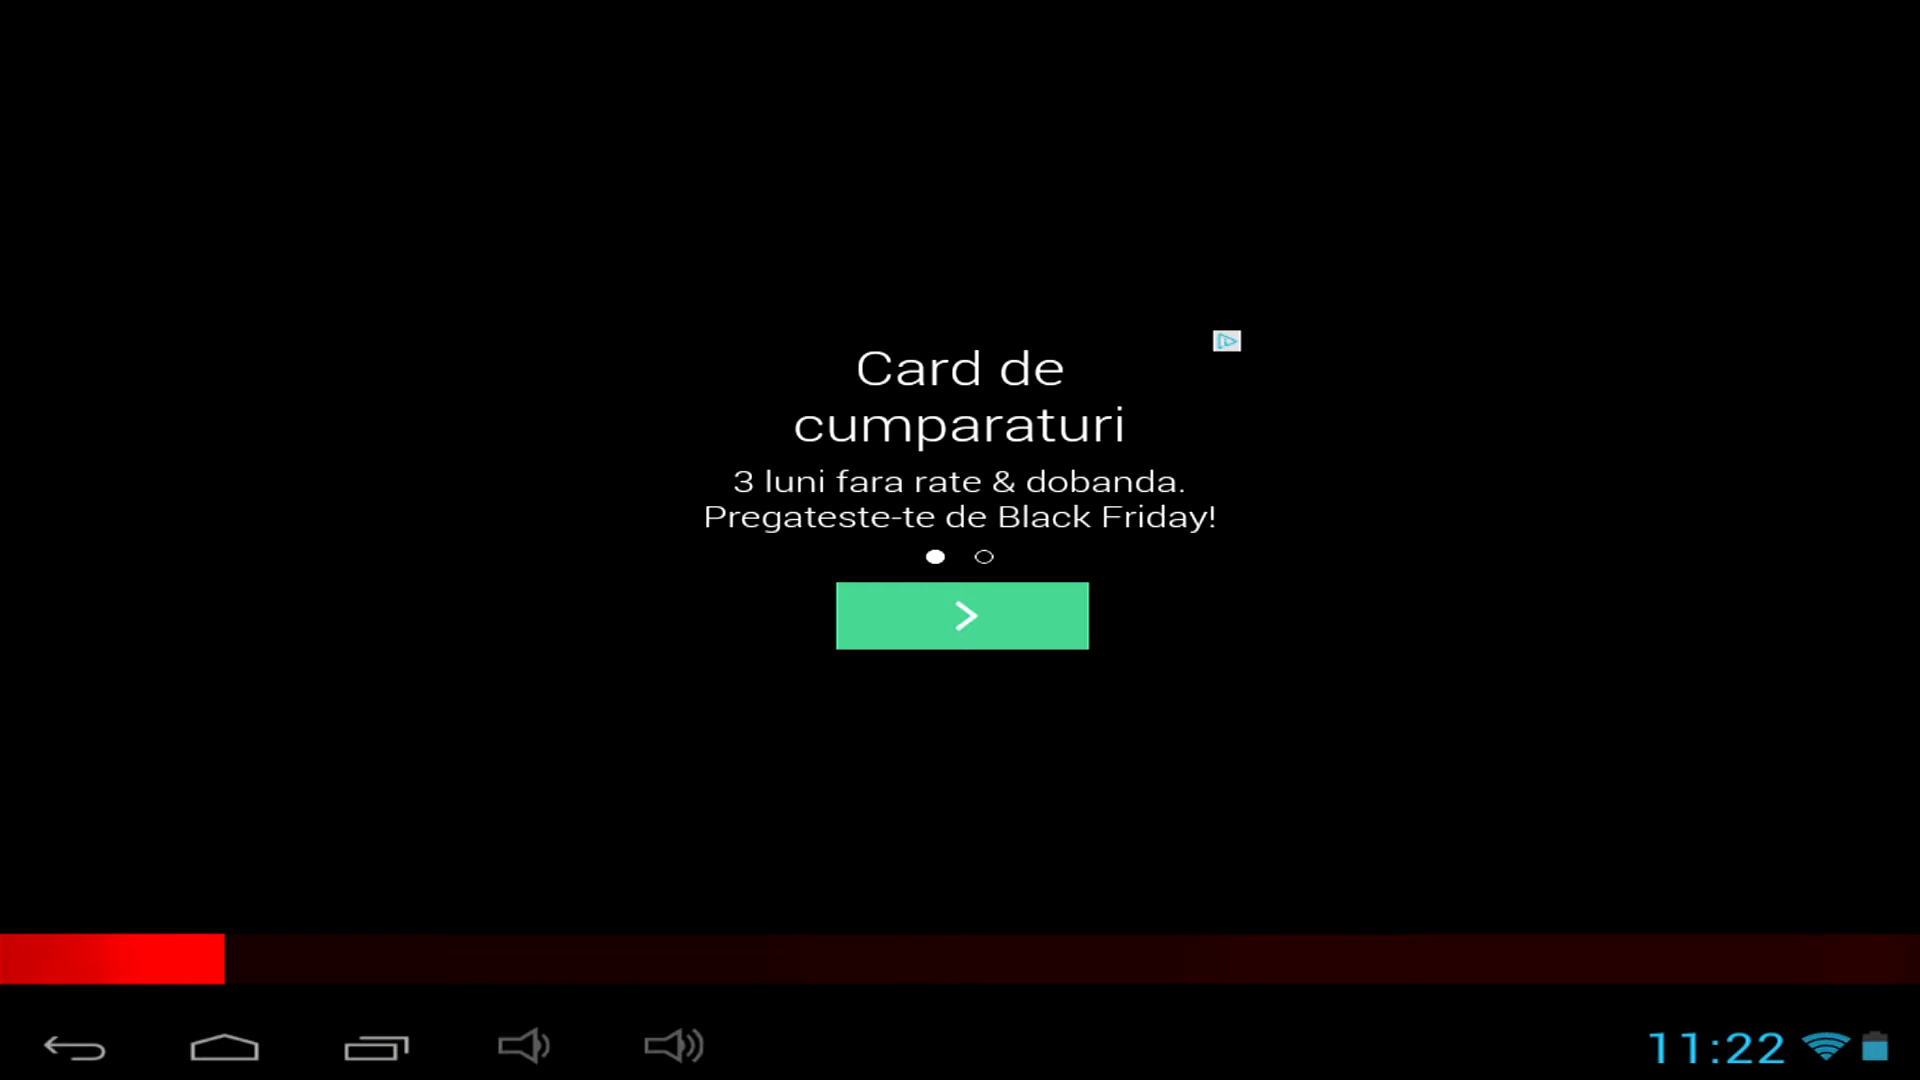 Card de
cumparaturi
3 luni fara rate & dobanda.
Pregateste-te de Black Friday!
11:22